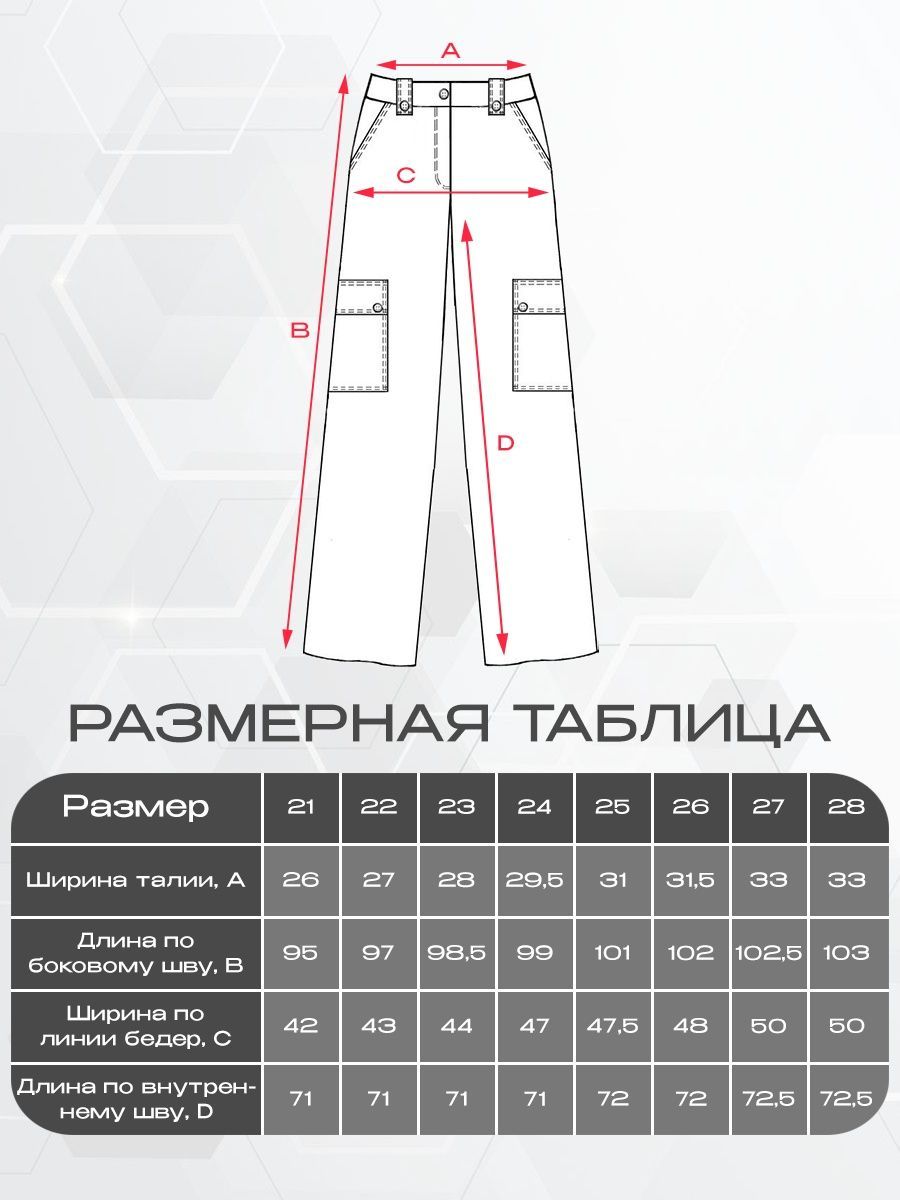 A
C
B
D
РАЗМЕРНАЯ ТАБЛИЦА
Размер 21 22 23 24 25 26 27 28
Ширина талии, А 26 27 28 29,5 31 31,5 33 33
Длина по
боковому шву, В 95 97 98,5 99 101 102 102,5 103
Ширина по
линии бедер, С 42 43 44 47 47,5 48 50 50
Длина по внутрен-
нему шву, D 71 71 71 71 72 72 72,5 72,5